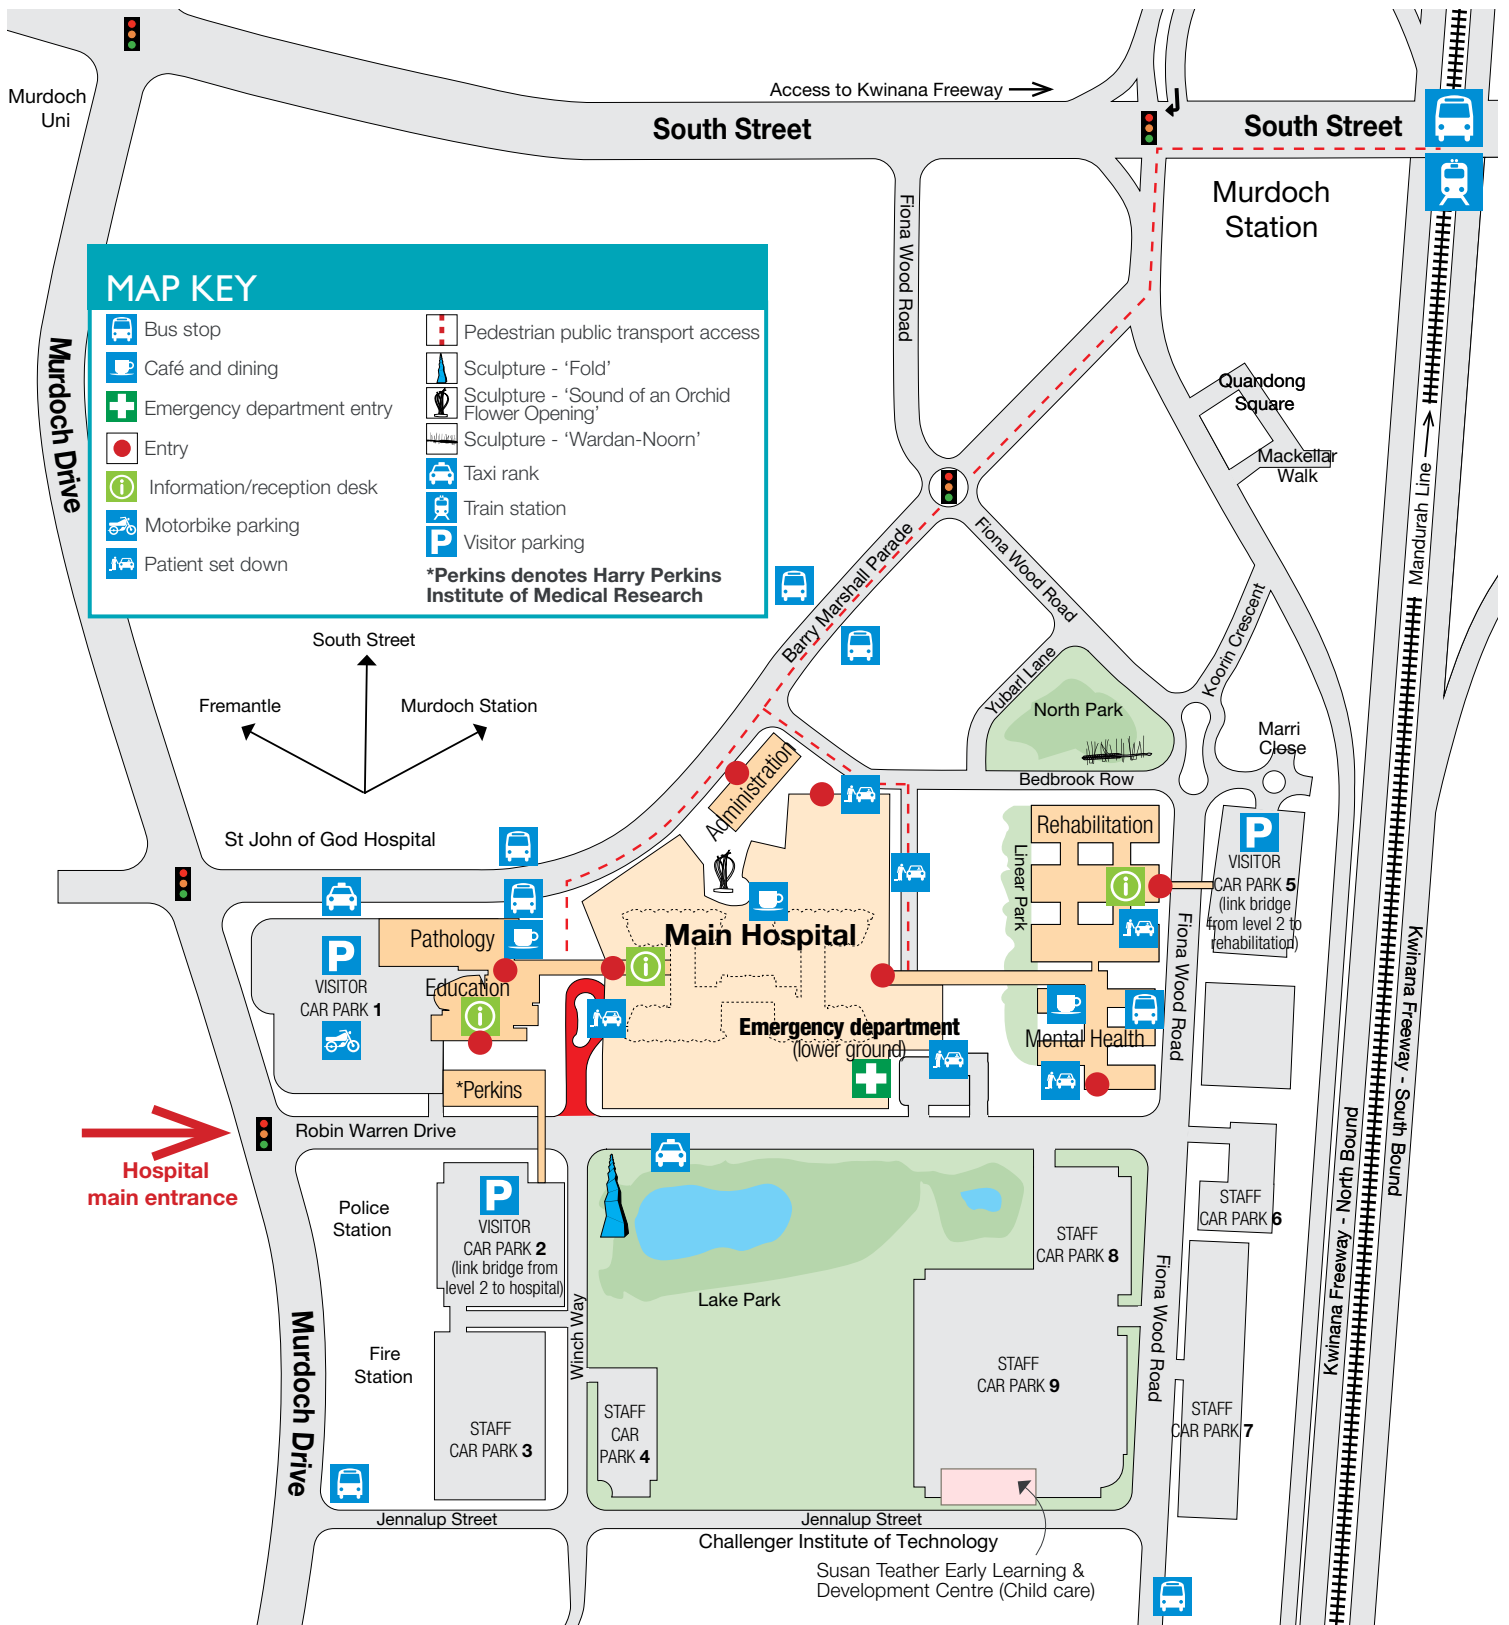 Murdoch
Uni
Access to Kwinana Freeway
South Street
South Street
Murdoch
Station
Fiona Wood Road
MAP KEY
Bus stop
Café and dining
Emergency department entry
Entry
Information/reception desk
Motorbike parking
Patient set down
Pedestrian public transport access
Sculpture - ‘Fold’
Sculpture - ‘Sound of an Orchid
Flower Opening’
Sculpture - ‘Wardan-Noorn’
Taxi rank
Train station
P Visitor parking
*Perkins denotes Harry Perkins
Institute of Medical Research
Murdoch Drive
Quandong
Square
Mackellar
Walk
Mandurah Line
Barry Marshall Parade
Fiona Wood Road
Koorin Crescent
Yubarl Lane
North Park
Marri
Close
Bedbrook Row
South Street
Fremantle
Murdoch Station
St John of God Hospital
Administration
Rehabilitation
Linear Park
P
VISITOR
CAR PARK 5
(link bridge
from level 2 to
rehabilitation)
Fiona Wood Road
Pathology
Main Hospital
P
VISITOR
CAR PARK 1
Education
Emergency department
(lower ground)
Mental Health
*Perkins
Robin Warren Drive
Hospital
main entrance
Kwinana Freeway - South Bound
Kwinana Freeway - North Bound
Police
Station
P
VISITOR
CAR PARK 2
(link bridge from
level 2 to hospital)
Lake Park
STAFF
CAR PARK 8
STAFF
CAR PARK 6
Fiona Wood Road
Winch Way
Fire
Station
Murdoch Drive
STAFF
CAR PARK 3
STAFF
CAR
PARK 4
STAFF
CAR PARK 9
STAFF
CAR PARK 7
Jennalup Street
Jennalup Street
Challenger Institute of Technology
Susan Teather Early Learning &
Development Centre (Child care)